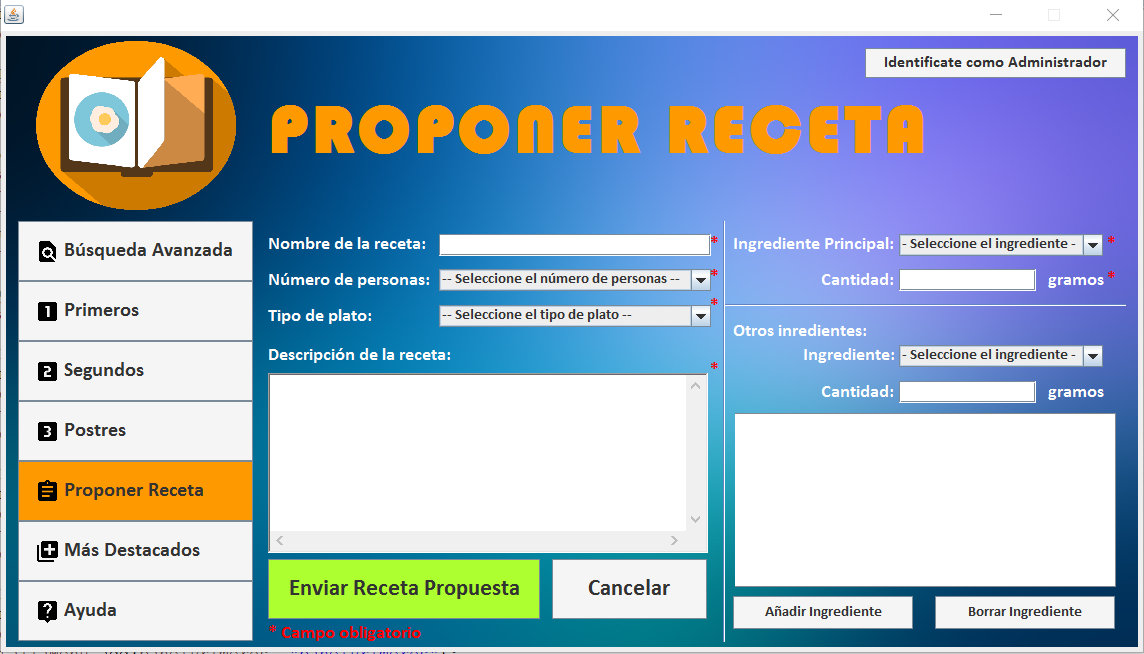 Identificate como Administrador
PROPONER RECETA
Búsqueda Avanzada
1 Primeros
2 Segundos
3 Postres
Proponer Receta
Más Destacados
? Ayuda
Nombre de la receta: *
Número de personas: -- Seleccione el número de personas -- *
Tipo de plato: -- Seleccione el tipo de plato -- *
Descripción de la receta: *
Enviar Receta Propuesta
Cancelar
* Campo obligatorio
Ingrediente Principal: - Seleccione el ingrediente - *
Cantidad: gramos *
Otros inredientes:
Ingrediente: - Seleccione el ingrediente -
Cantidad: gramos
Añadir Ingrediente
Borrar Ingrediente